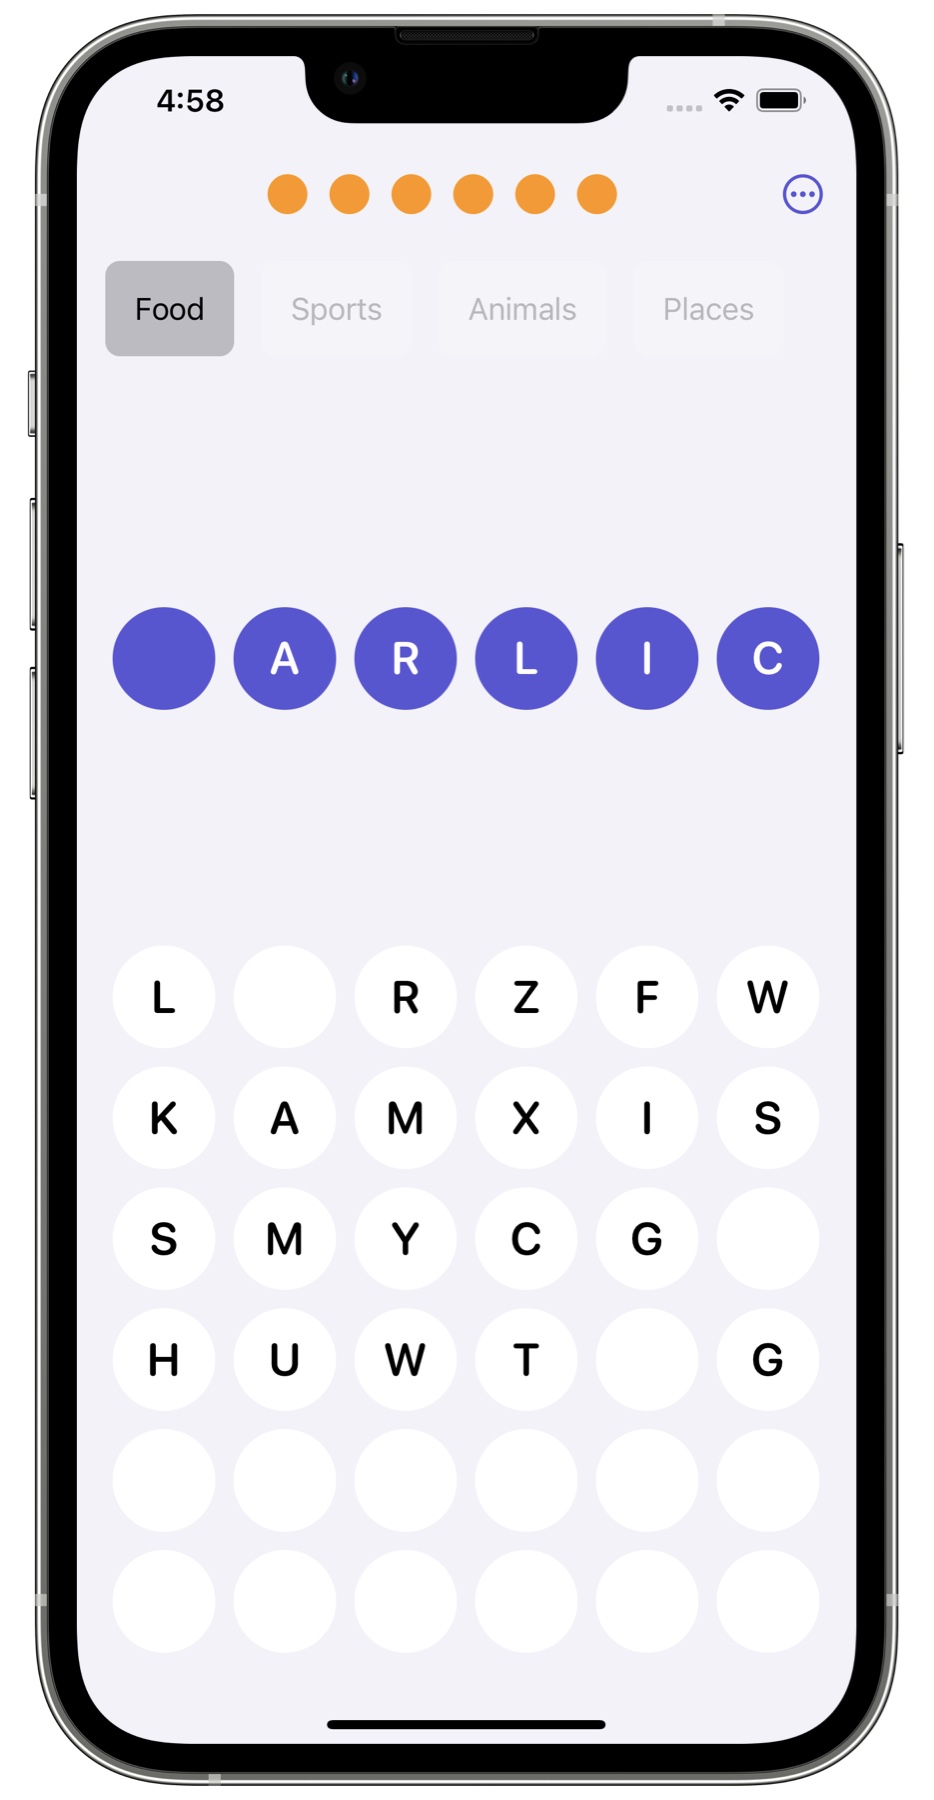 4:58
Food Sports Animals Places
A R L I C
L R Z F W
K A M X I S
S M Y C G
H U W T G